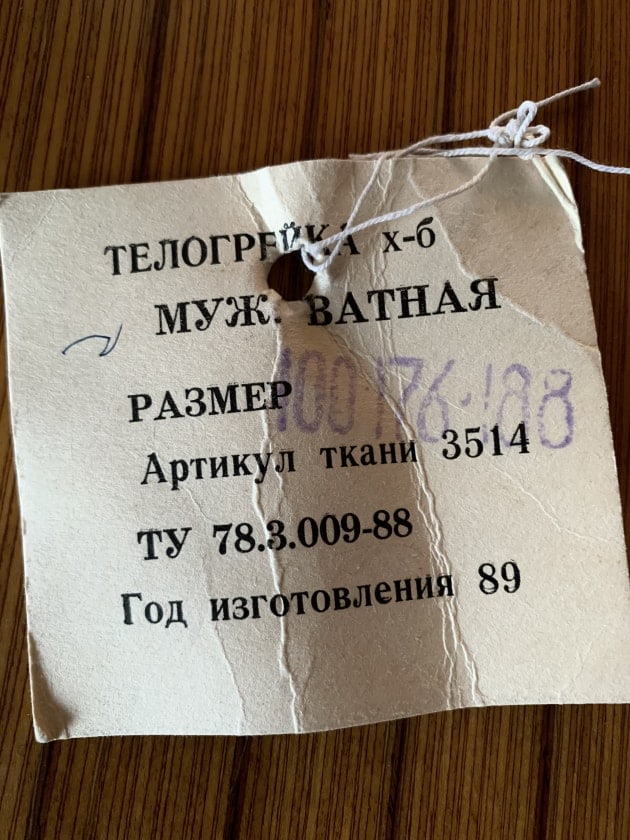 ТЕЛОГРЕЙКА х-б
МУЖ. ВАТНАЯ
РАЗМЕР 100 176-188
Артикул ткани 3514
ТУ 78.3.009-88
Год изготовления 89